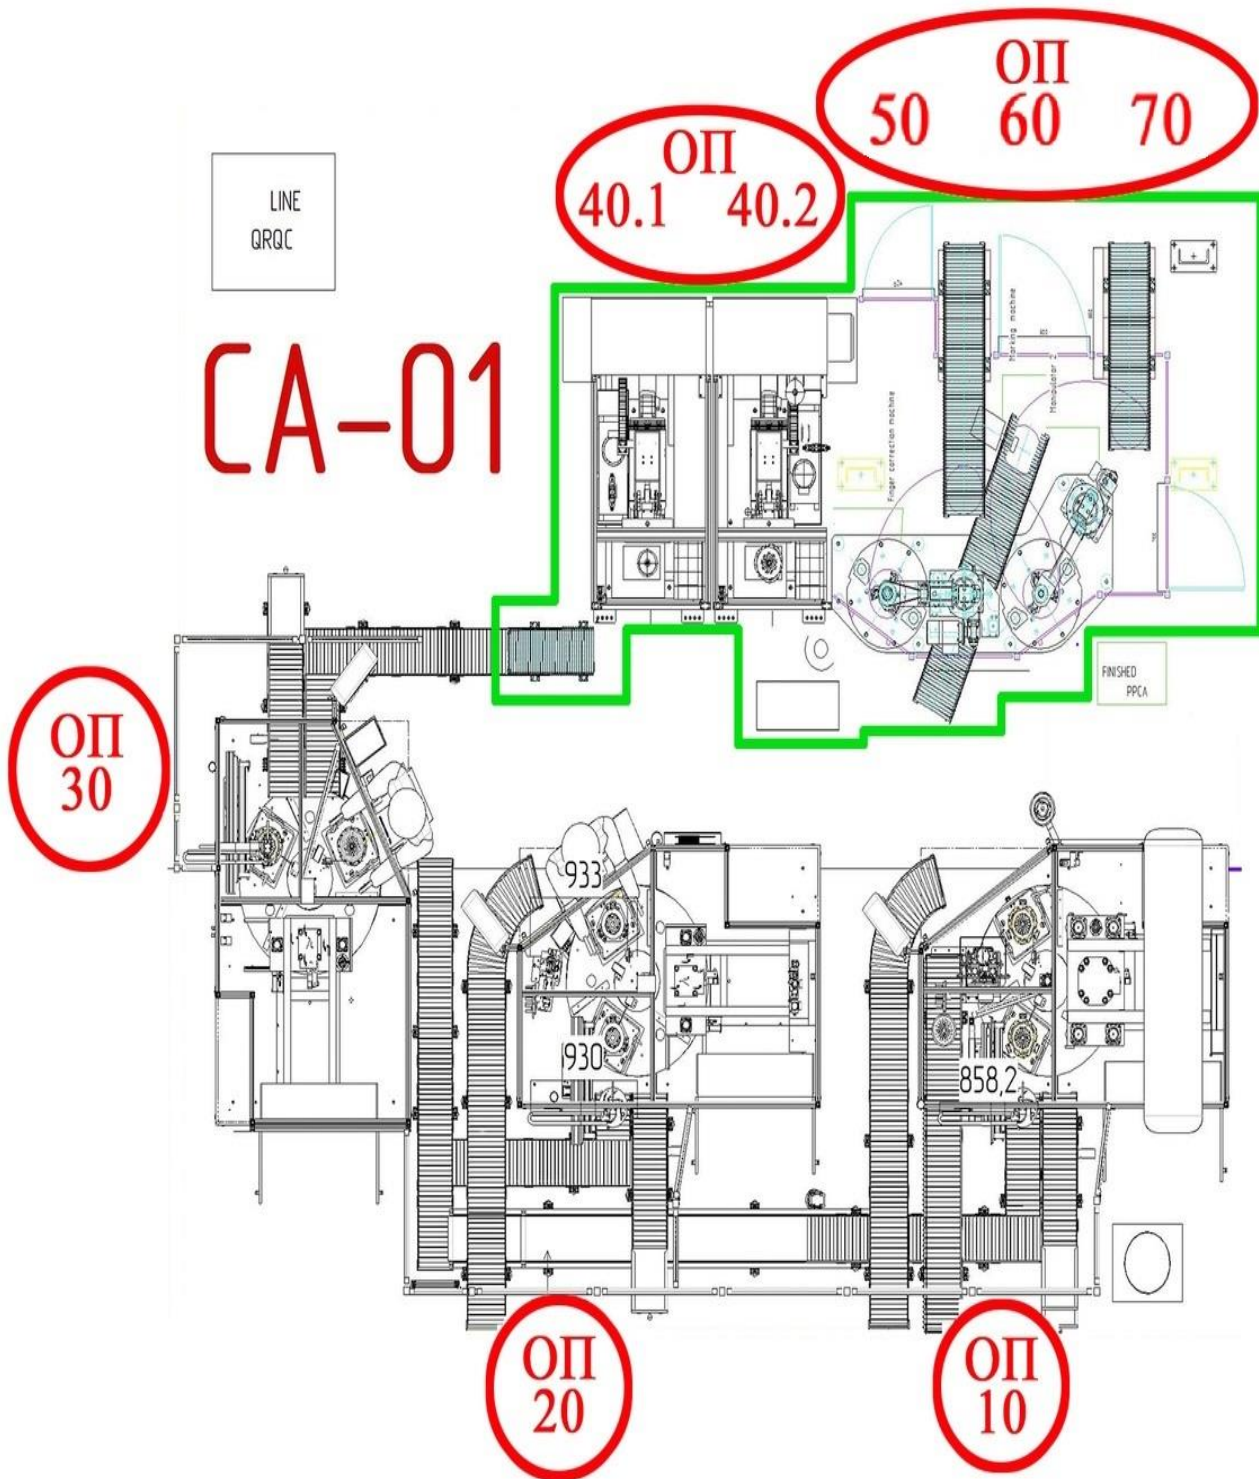 ОП
50 60 70
ОП
40.1 40.2
LINE
QRQC
СА-01
Marking machine
Manipulator 2
Finger correction machine
FINISHED
PPCA
ОП
30
933
930
858,2
ОП
20
ОП
10